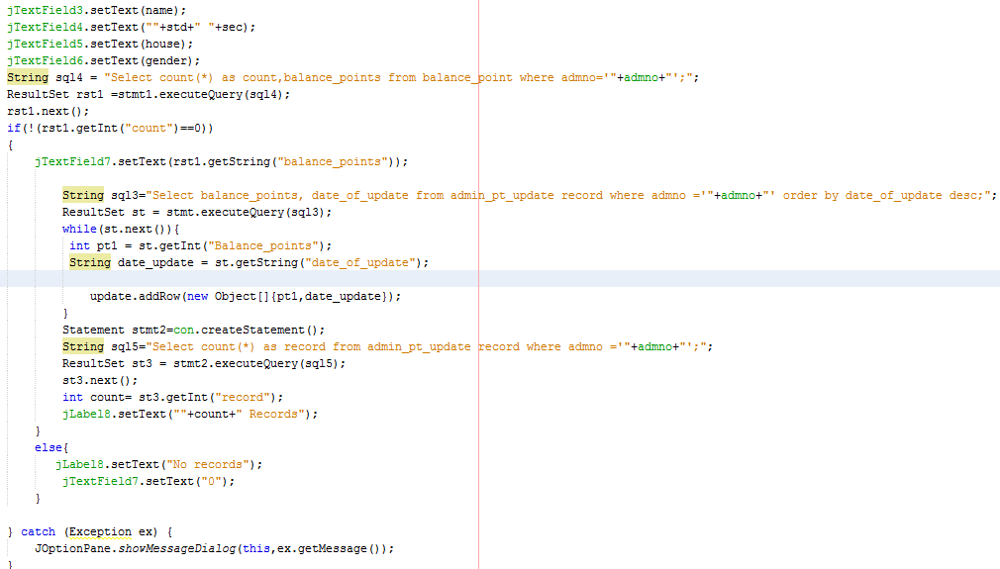 jTextField3.setText(name);
jTextField4.setText(""+std+" "+sec);
jTextField5.setText(house);
jTextField6.setText(gender);
String sql4 = "Select count(*) as count,balance_points from balance_point where admno='"+admno+"';";
ResultSet rst1 =stmt1.executeQuery(sql4);
rst1.next();
if(!(rst1.getInt("count")==0))
{
jTextField7.setText(rst1.getString("balance_points"));
String sql3="Select balance_points, date_of_update from admin_pt_update record where admno ='"+admno+"' order by date_of_update desc;";
ResultSet st = stmt.executeQuery(sql3);
while(st.next()){
int pt1 = st.getInt("Balance_points");
String date_update = st.getString("date_of_update");
update.addRow(new Object[]{pt1,date_update});
}
Statement stmt2=con.createStatement();
String sql5="Select count(*) as record from admin_pt_update record where admno ='"+admno+"';";
ResultSet st3 = stmt2.executeQuery(sql5);
st3.next();
int count= st3.getInt("record");
jLabel8.setText(""+count+" Records");
}
else{
jLabel8.setText("No records");
jTextField7.setText("0");
}
} catch (Exception ex) {
JOptionPane.showMessageDialog(this,ex.getMessage());
}